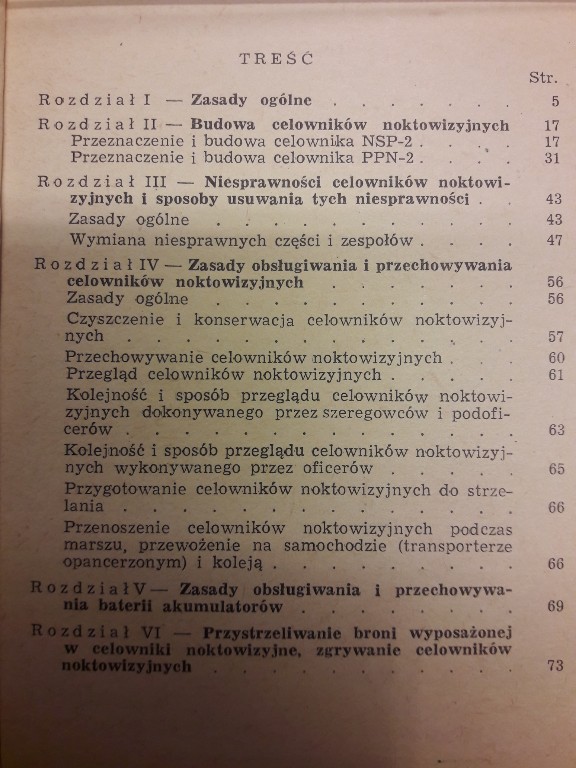 TREŚĆ
Str.
Rozdział I — Zasady ogólne . . . . . . . 5
Rozdział II — Budowa celowników noktowizyjnych 17
Przeznaczenie i budowa celownika NSP-2 . . . . 17
Przeznaczenie i budowa celownika PPN-2 . . . . 31
Rozdział III — Niesprawności celowników noktowi-
zyjnych i sposoby usuwania tych niesprawności . . 43
Zasady ogólne . . . . . . . . . . . 43
Wymiana niesprawnych części i zespołów . . . . 47
Rozdział IV — Zasady obsługiwania i przechowywania
celowników noktowizyjnych . . . . . . . 56
Zasady ogólne . . . . . . . . . . . 56
Czyszczenie i konserwacja celowników noktowizyj-
nych . . . . . . . . . . . . . . 57
Przechowywanie celowników noktowizyjnych . . . 60
Przegląd celowników noktowizyjnych . . . . . 61
Kolejność i sposób przeglądu celowników noktowi-
zyjnych dokonywanego przez szeregowców i podofi-
cerów . . . . . . . . . . . . . . 63
Kolejność i sposób przeglądu celowników noktowizyj-
nych wykonywanego przez oficerów . . . . . 65
Przygotowanie celowników noktowizyjnych do strze-
lania . . . . . . . . . . . . . . 66
Przenoszenie celowników noktowizyjnych podczas
marszu, przewożenie na samochodzie (transporterze
opancerzonym) i koleją . . . . . . . . . 66
Rozdział V — Zasady obsługiwania i przechowywa-
nia baterii akumulatorów . . . . . . . . 69
Rozdział VI — Przystrzeliwanie broni wyposażonej
w celowniki noktowizyjne, zgrywanie celowników
noktowizyjnych . . . . . . . . . . . 73